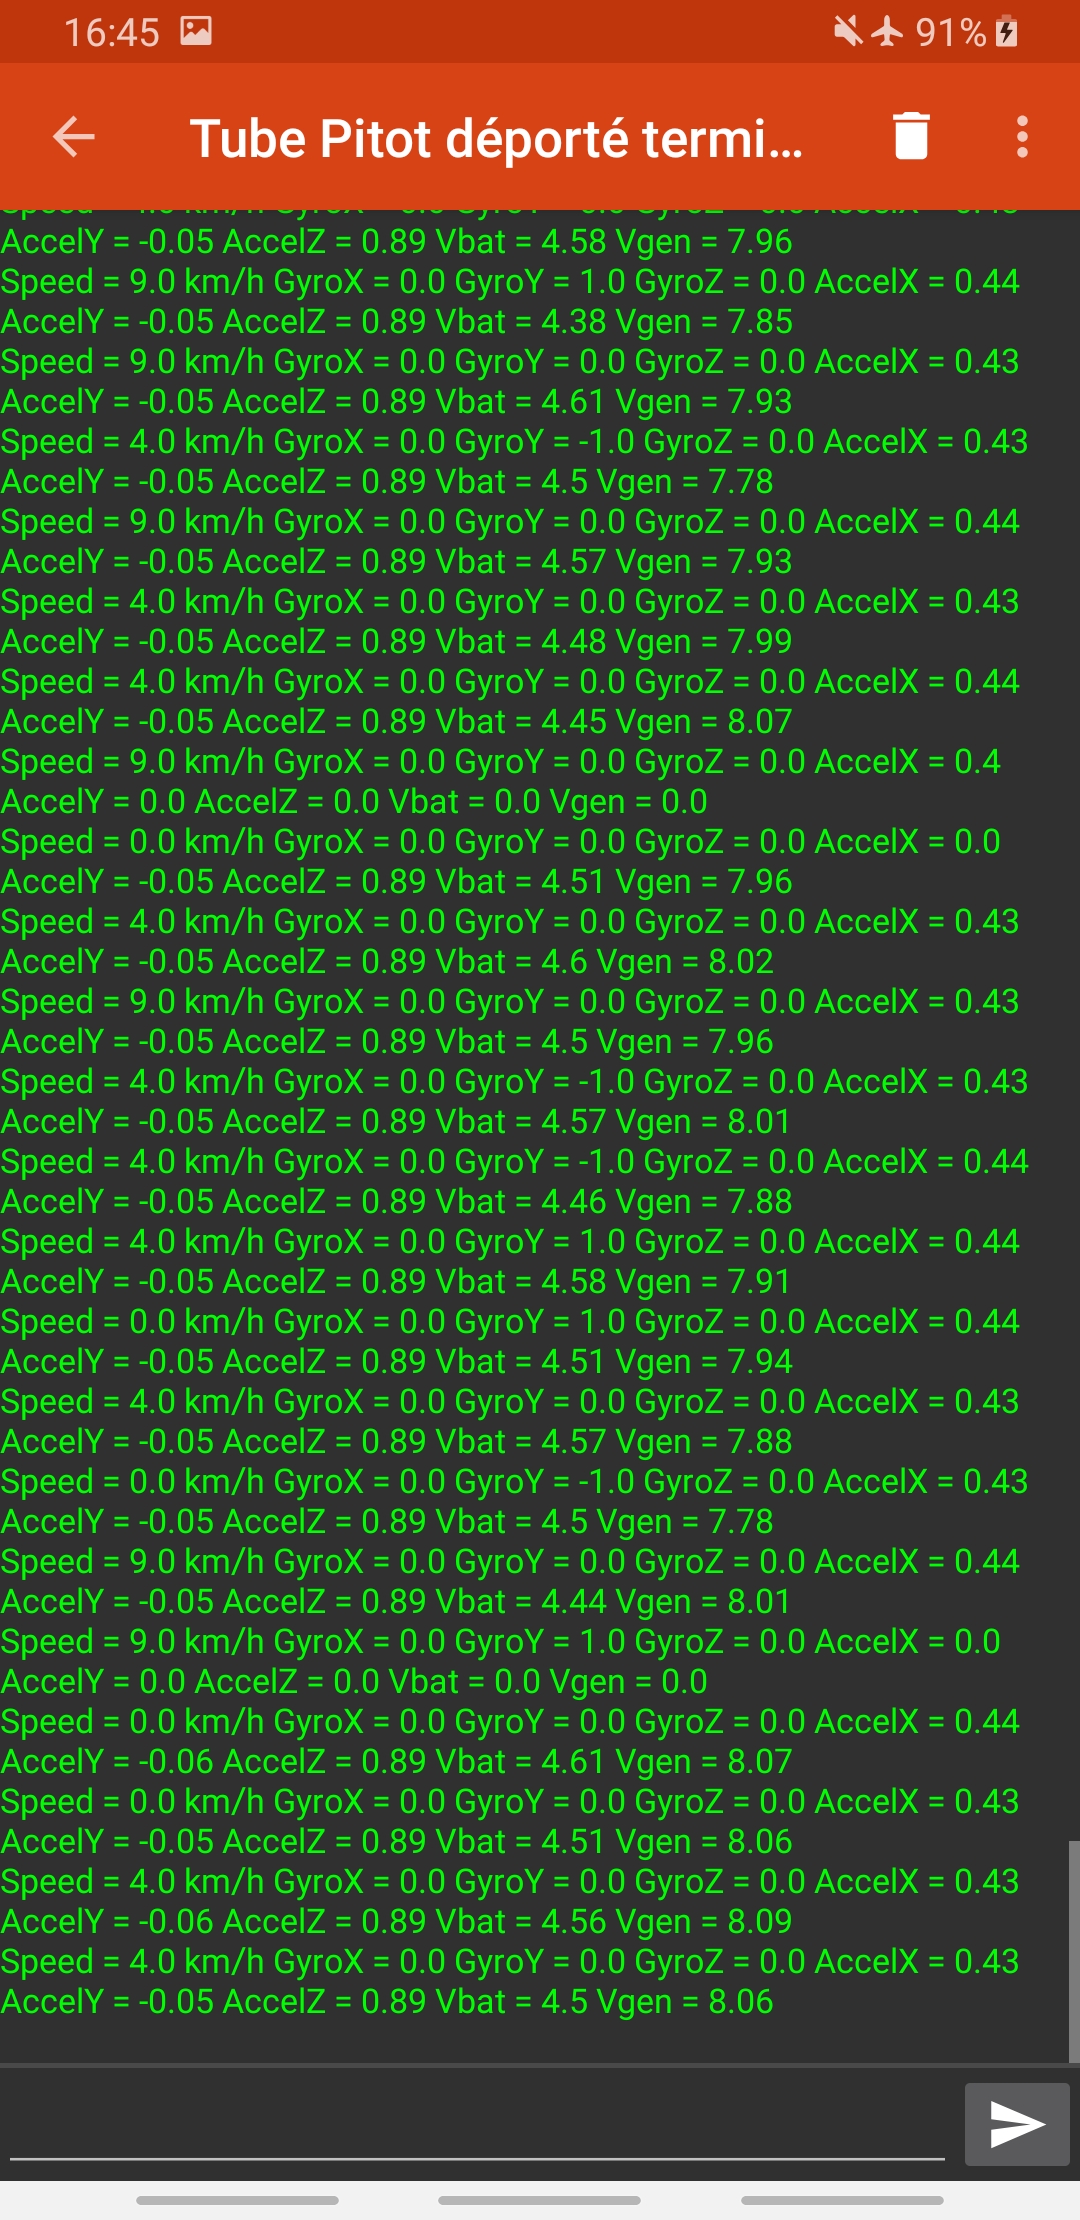 16:45 91%
Tube Pitot déporté termi...
AccelY = -0.05 AccelZ = 0.89 Vbat = 4.58 Vgen = 7.96
Speed = 9.0 km/h GyroX = 0.0 GyroY = 1.0 GyroZ = 0.0 AccelX = 0.44
AccelY = -0.05 AccelZ = 0.89 Vbat = 4.38 Vgen = 7.85
Speed = 9.0 km/h GyroX = 0.0 GyroY = 0.0 GyroZ = 0.0 AccelX = 0.43
AccelY = -0.05 AccelZ = 0.89 Vbat = 4.61 Vgen = 7.93
Speed = 4.0 km/h GyroX = 0.0 GyroY = -1.0 GyroZ = 0.0 AccelX = 0.43
AccelY = -0.05 AccelZ = 0.89 Vbat = 4.5 Vgen = 7.78
Speed = 9.0 km/h GyroX = 0.0 GyroY = 0.0 GyroZ = 0.0 AccelX = 0.44
AccelY = -0.05 AccelZ = 0.89 Vbat = 4.57 Vgen = 7.93
Speed = 4.0 km/h GyroX = 0.0 GyroY = 0.0 GyroZ = 0.0 AccelX = 0.43
AccelY = -0.05 AccelZ = 0.89 Vbat = 4.48 Vgen = 7.99
Speed = 4.0 km/h GyroX = 0.0 GyroY = 0.0 GyroZ = 0.0 AccelX = 0.44
AccelY = -0.05 AccelZ = 0.89 Vbat = 4.45 Vgen = 8.07
Speed = 9.0 km/h GyroX = 0.0 GyroY = 0.0 GyroZ = 0.0 AccelX = 0.4
AccelY = 0.0 AccelZ = 0.0 Vbat = 0.0 Vgen = 0.0
Speed = 0.0 km/h GyroX = 0.0 GyroY = 0.0 GyroZ = 0.0 AccelX = 0.0
AccelY = -0.05 AccelZ = 0.89 Vbat = 4.51 Vgen = 7.96
Speed = 4.0 km/h GyroX = 0.0 GyroY = 0.0 GyroZ = 0.0 AccelX = 0.43
AccelY = -0.05 AccelZ = 0.89 Vbat = 4.6 Vgen = 8.02
Speed = 9.0 km/h GyroX = 0.0 GyroY = 0.0 GyroZ = 0.0 AccelX = 0.43
AccelY = -0.05 AccelZ = 0.89 Vbat = 4.5 Vgen = 7.96
Speed = 4.0 km/h GyroX = 0.0 GyroY = -1.0 GyroZ = 0.0 AccelX = 0.43
AccelY = -0.05 AccelZ = 0.89 Vbat = 4.57 Vgen = 8.01
Speed = 4.0 km/h GyroX = 0.0 GyroY = -1.0 GyroZ = 0.0 AccelX = 0.44
AccelY = -0.05 AccelZ = 0.89 Vbat = 4.46 Vgen = 7.88
Speed = 4.0 km/h GyroX = 0.0 GyroY = 1.0 GyroZ = 0.0 AccelX = 0.44
AccelY = -0.05 AccelZ = 0.89 Vbat = 4.58 Vgen = 7.91
Speed = 0.0 km/h GyroX = 0.0 GyroY = 1.0 GyroZ = 0.0 AccelX = 0.44
AccelY = -0.05 AccelZ = 0.89 Vbat = 4.51 Vgen = 7.94
Speed = 4.0 km/h GyroX = 0.0 GyroY = 0.0 GyroZ = 0.0 AccelX = 0.43
AccelY = -0.05 AccelZ = 0.89 Vbat = 4.57 Vgen = 7.88
Speed = 0.0 km/h GyroX = 0.0 GyroY = -1.0 GyroZ = 0.0 AccelX = 0.43
AccelY = -0.05 AccelZ = 0.89 Vbat = 4.5 Vgen = 7.78
Speed = 9.0 km/h GyroX = 0.0 GyroY = 0.0 GyroZ = 0.0 AccelX = 0.44
AccelY = -0.05 AccelZ = 0.89 Vbat = 4.44 Vgen = 8.01
Speed = 9.0 km/h GyroX = 0.0 GyroY = 1.0 GyroZ = 0.0 AccelX = 0.0
AccelY = 0.0 AccelZ = 0.0 Vbat = 0.0 Vgen = 0.0
Speed = 0.0 km/h GyroX = 0.0 GyroY = 0.0 GyroZ = 0.0 AccelX = 0.44
AccelY = -0.06 AccelZ = 0.89 Vbat = 4.61 Vgen = 8.07
Speed = 0.0 km/h GyroX = 0.0 GyroY = 0.0 GyroZ = 0.0 AccelX = 0.43
AccelY = -0.05 AccelZ = 0.89 Vbat = 4.51 Vgen = 8.06
Speed = 4.0 km/h GyroX = 0.0 GyroY = 0.0 GyroZ = 0.0 AccelX = 0.43
AccelY = -0.06 AccelZ = 0.89 Vbat = 4.56 Vgen = 8.09
Speed = 4.0 km/h GyroX = 0.0 GyroY = 0.0 GyroZ = 0.0 AccelX = 0.43
AccelY = -0.05 AccelZ = 0.89 Vbat = 4.5 Vgen = 8.06